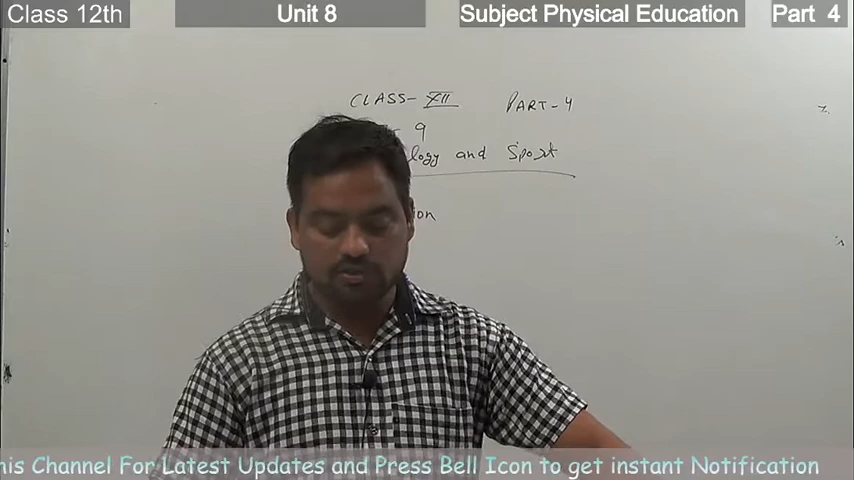 Class 12th Unit 8 Subject Physical Education Part 4
CLASS- XII PART-4
- 9
logy and Sport
ion
his Channel For Latest Updates and Press Bell Icon to get instant Notification